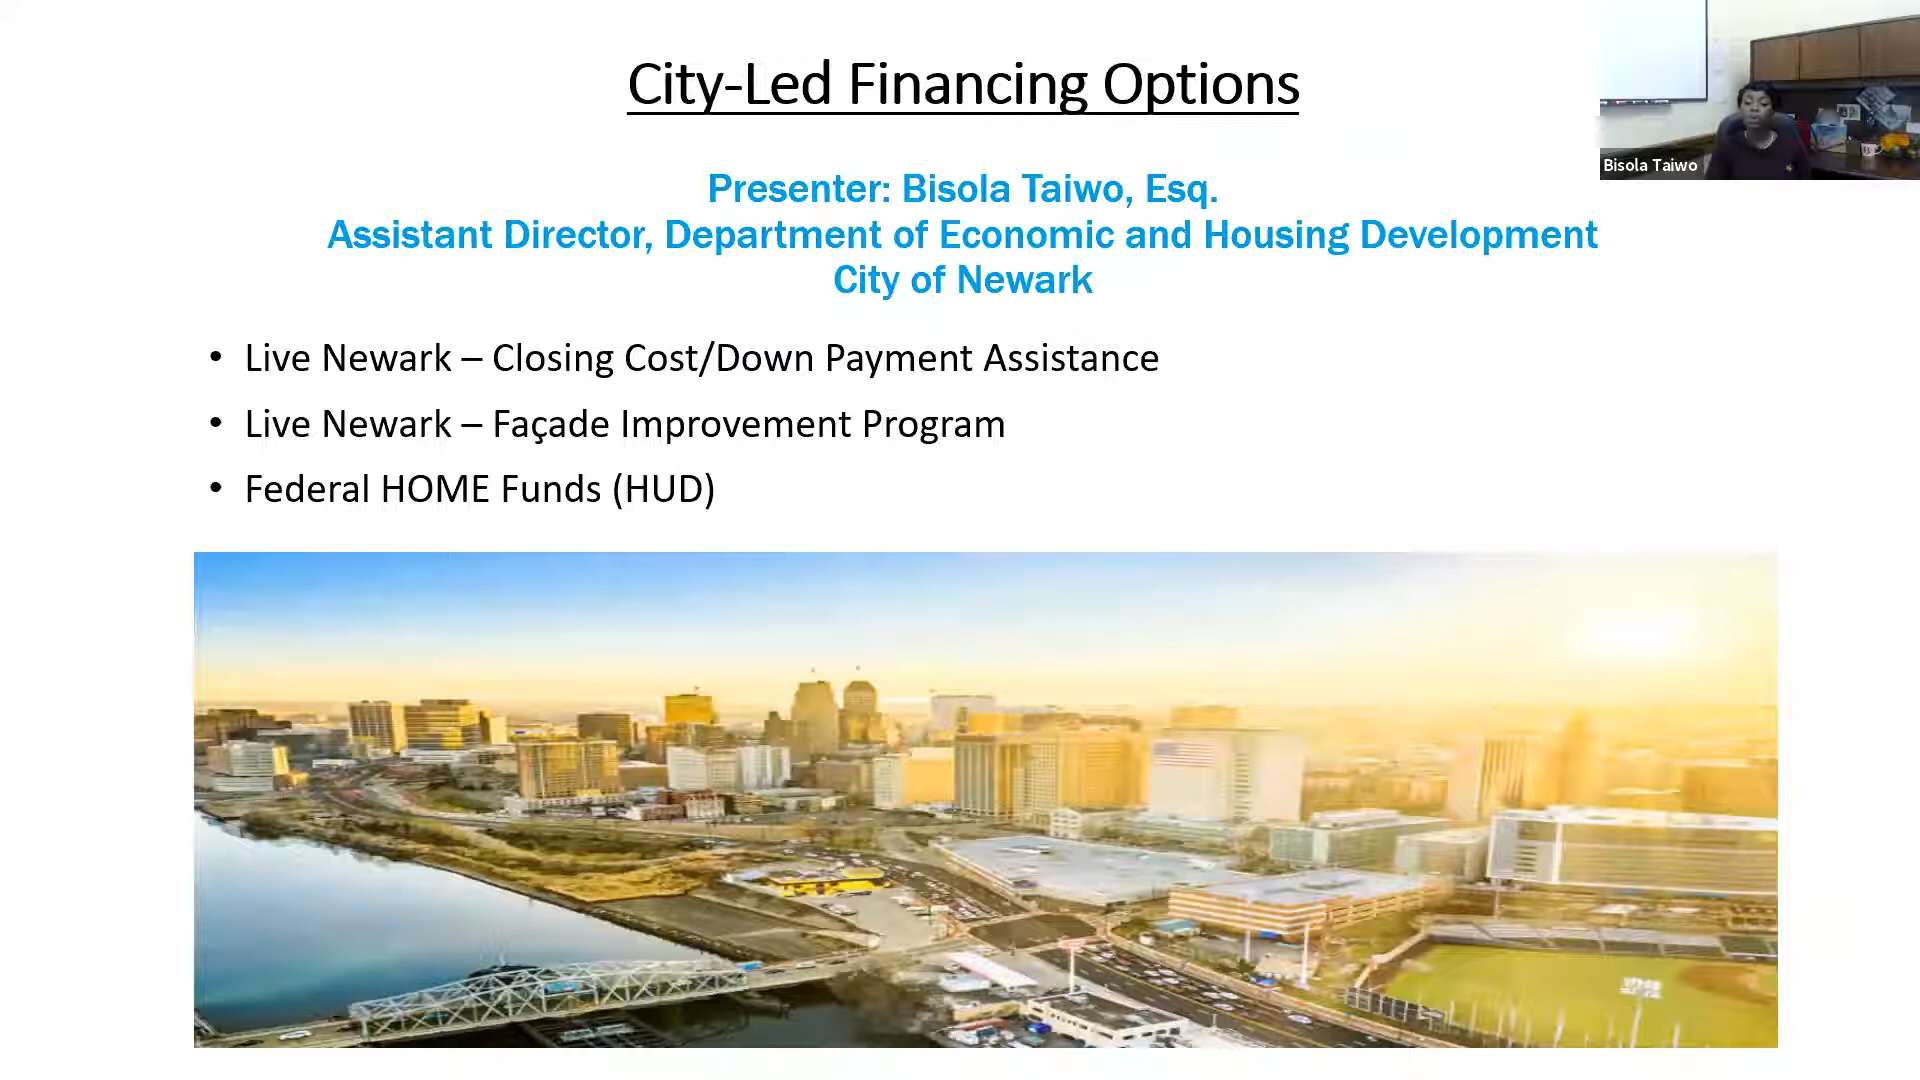 City-Led Financing Options
Bisola Taiwo
Presenter: Bisola Taiwo, Esq.
Assistant Director, Department of Economic and Housing Development
City of Newark
• Live Newark – Closing Cost/Down Payment Assistance
• Live Newark – Façade Improvement Program
• Federal HOME Funds (HUD)